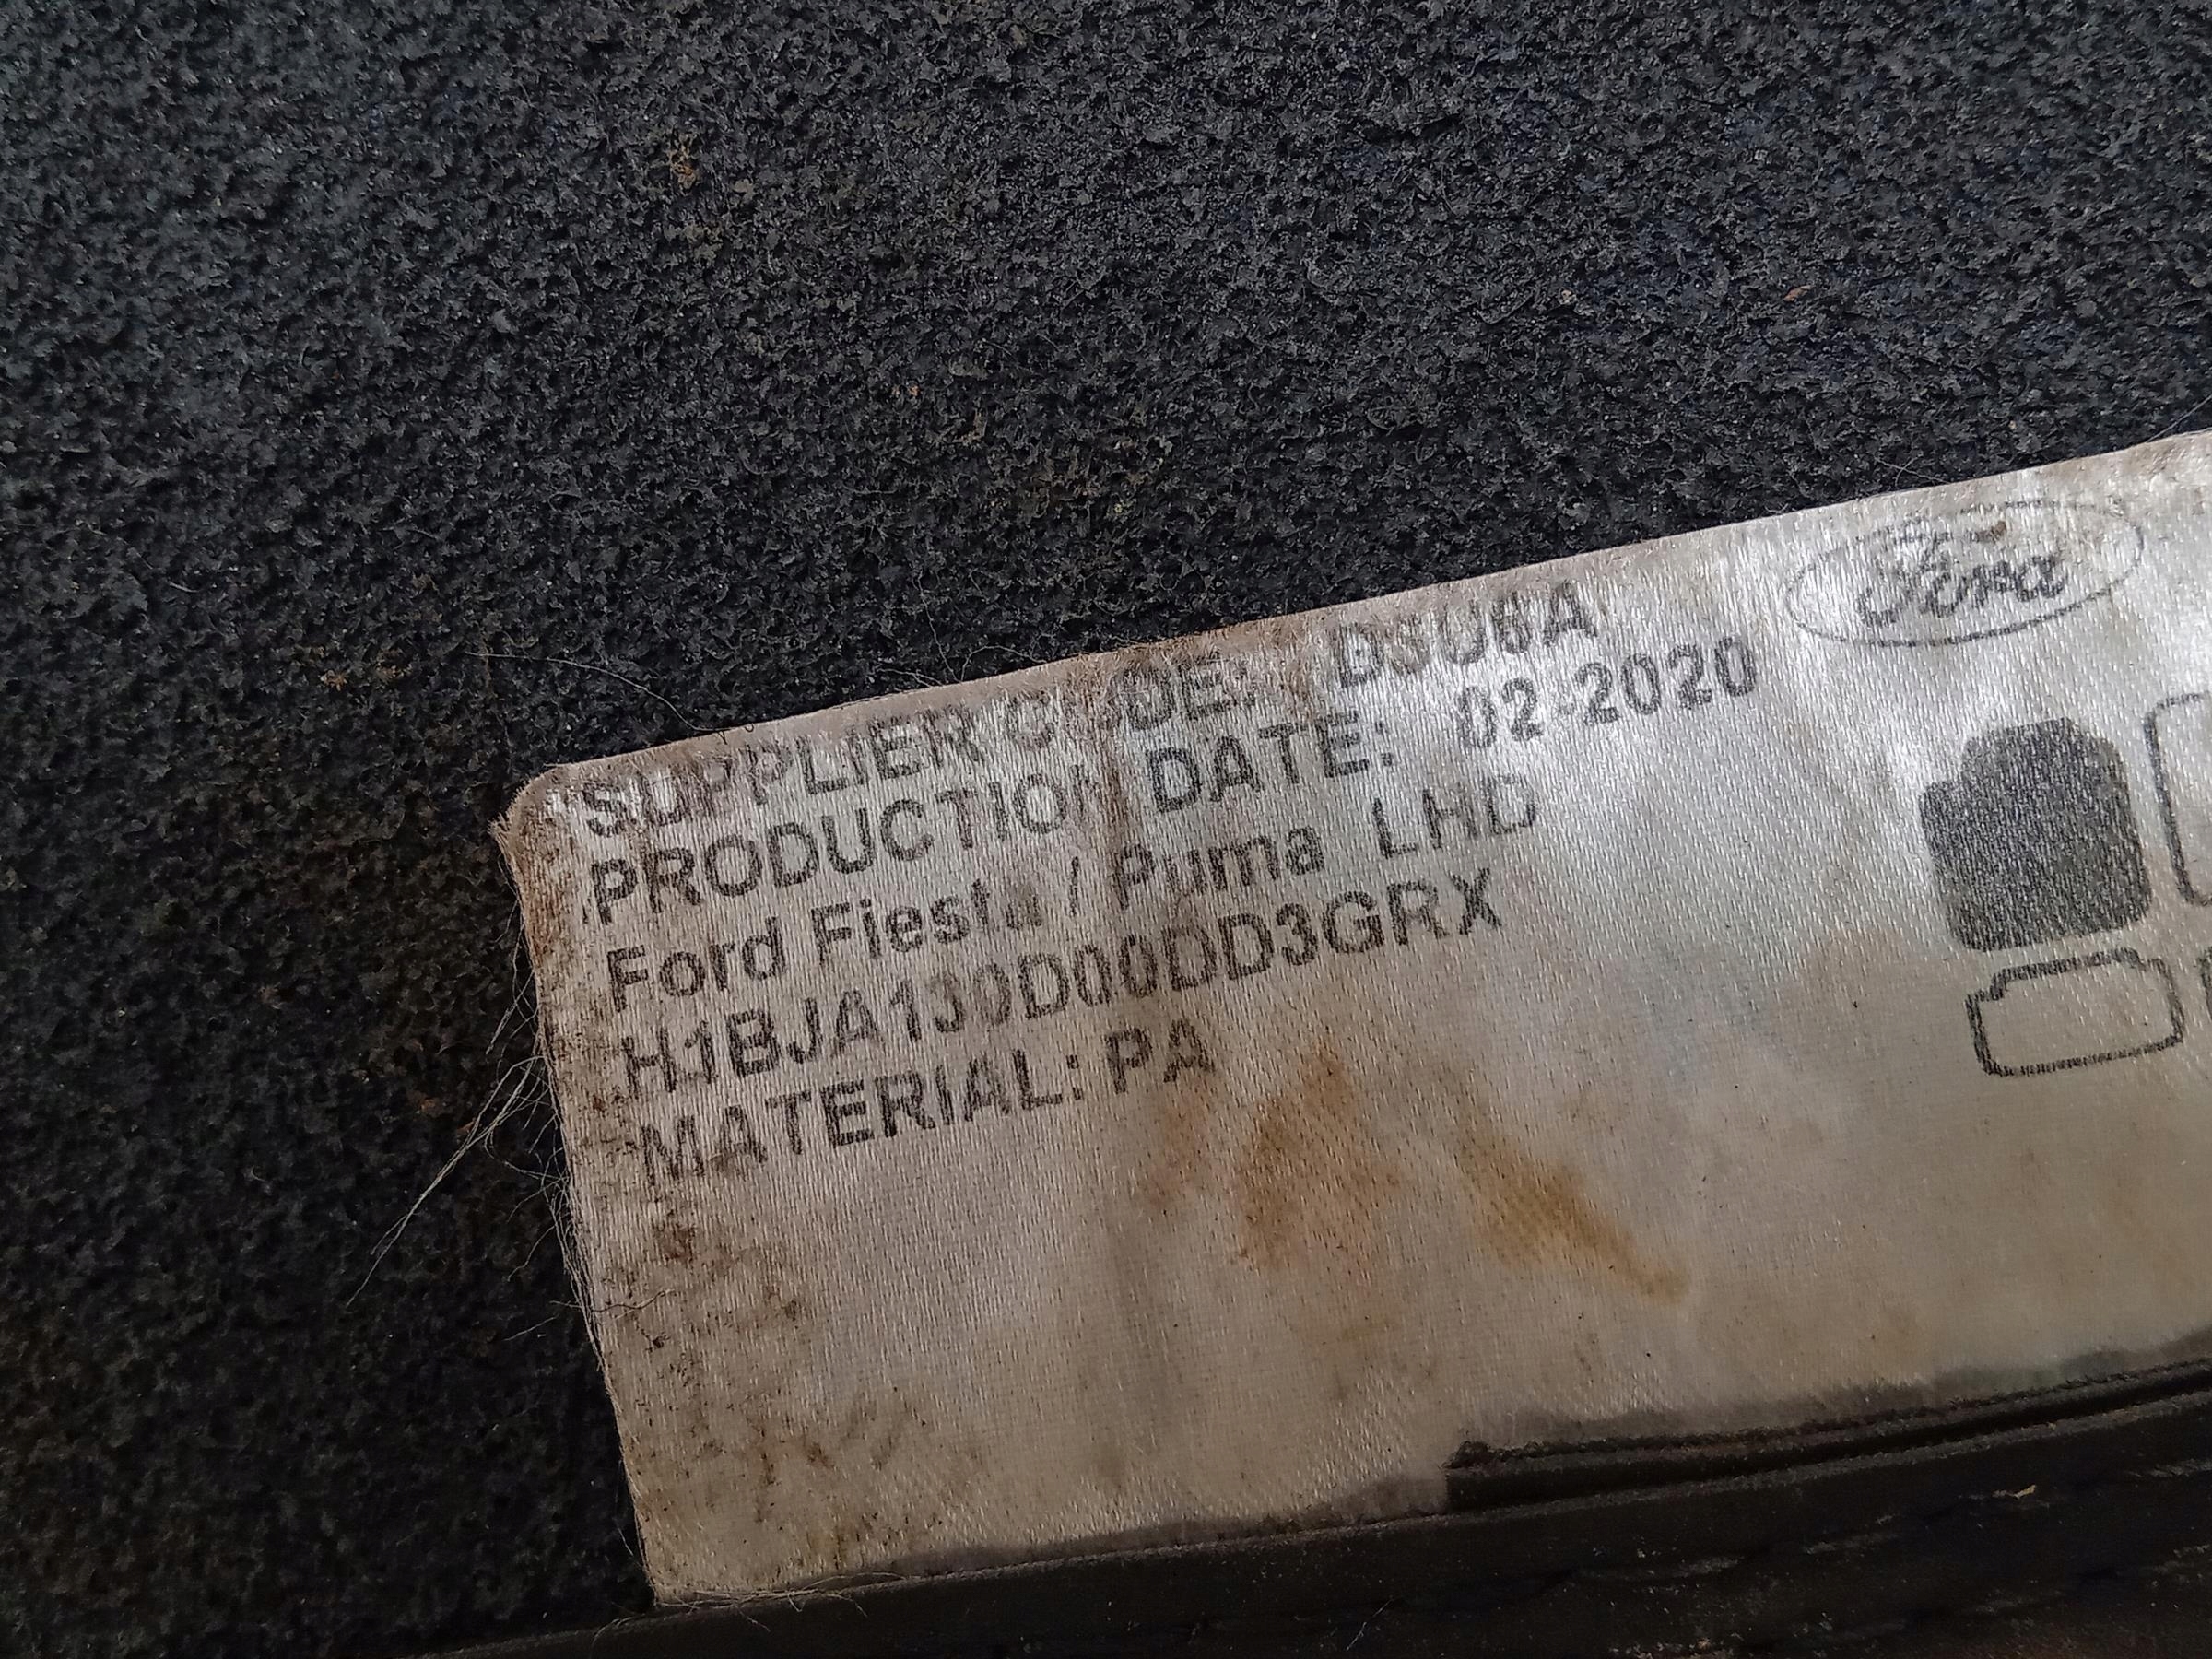 Ford
SUPPLIER CODE: D3U6A
PRODUCTION DATE: 02-2020
Ford Fiesta / Puma LHD
H1BJA130D00DD3GRX
MATERIAL: PA